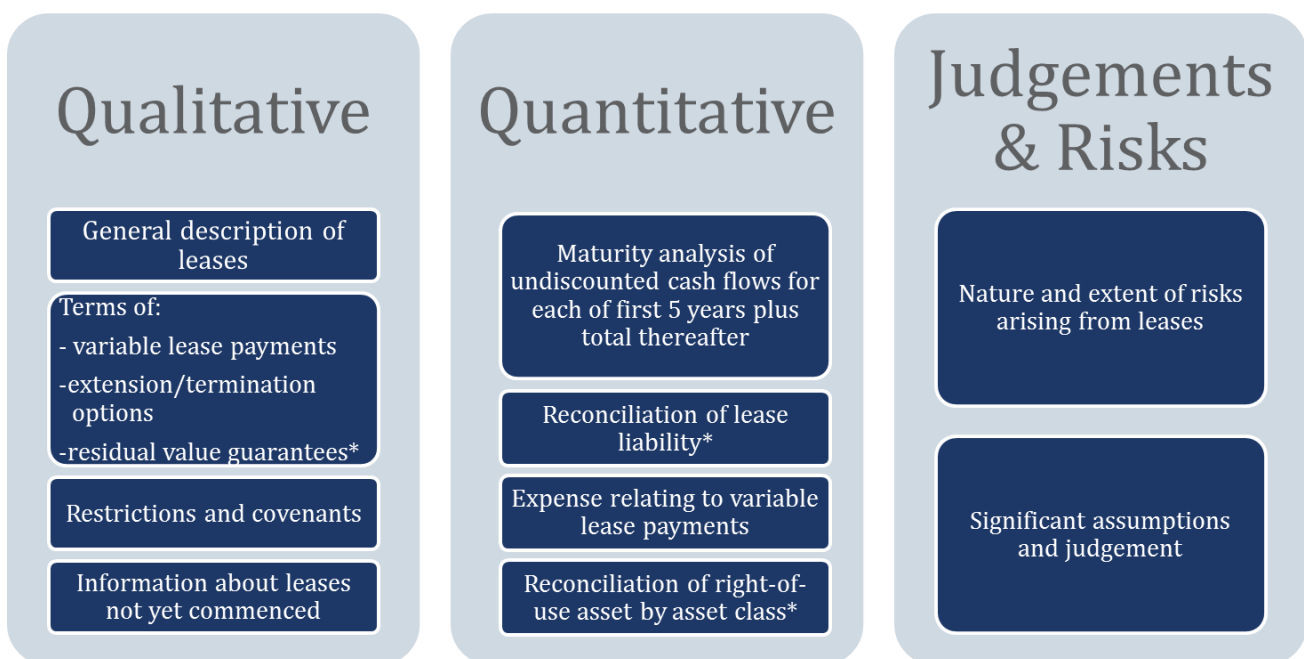 Qualitative
General description of
leases
Terms of:
- variable lease payments
-extension/termination
options
-residual value guarantees*
Restrictions and covenants
Information about leases
not yet commenced
Quantitative
Maturity analysis of
undiscounted cash flows for
each of first 5 years plus
total thereafter
Reconciliation of lease
liability*
Expense relating to variable
lease payments
Reconciliation of right-of-
use asset by asset class*
Judgements
& Risks
Nature and extent of risks
arising from leases
Significant assumptions
and judgement